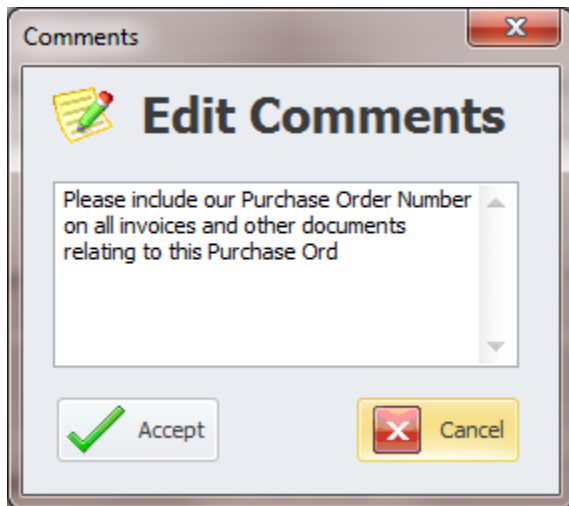 Comments
Edit Comments
Please include our Purchase Order Number
on all invoices and other documents
relating to this Purchase Ord
Accept
Cancel